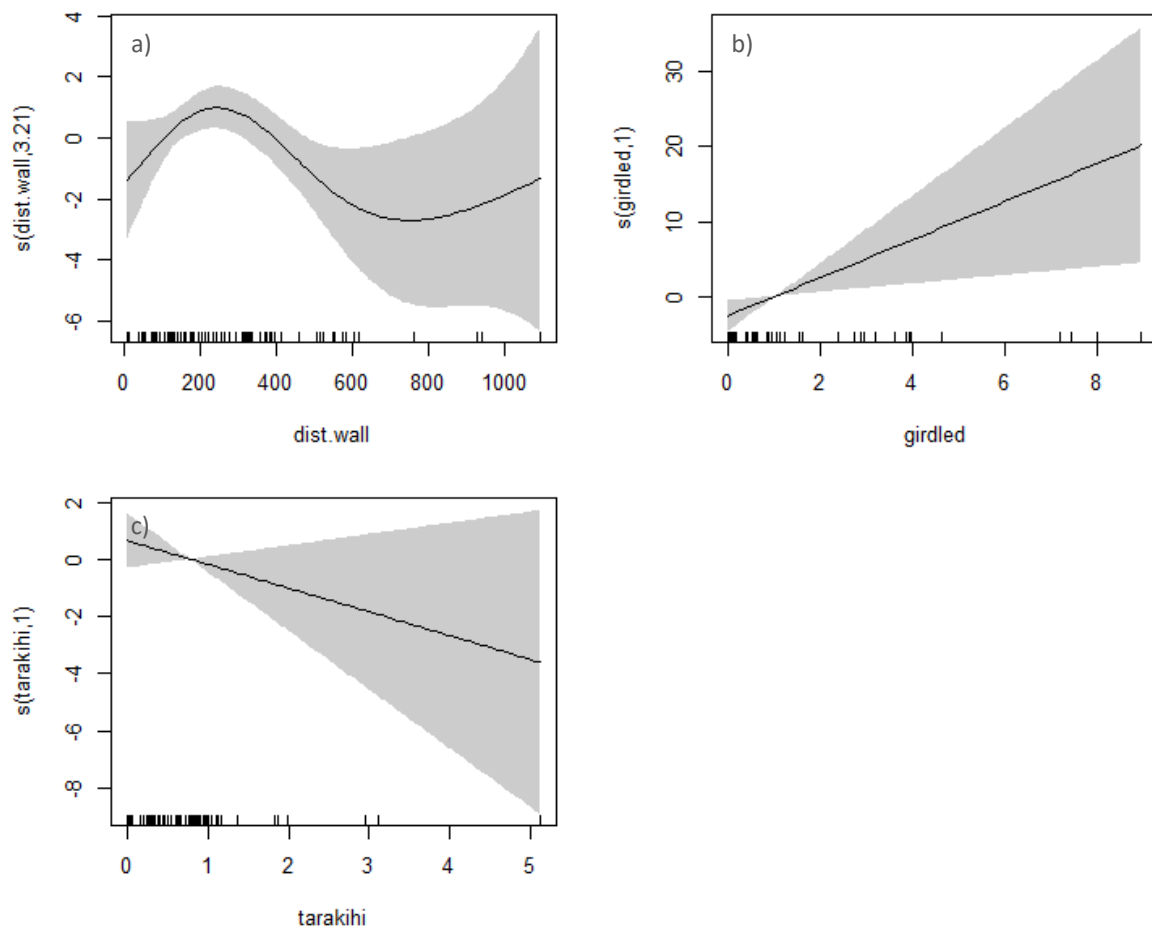 a)
4
2
0
-2
-4
-6
s(dist.wall,3.21)
0 200 400 600 800 1000
dist.wall
b)
30
20
10
0
s(girdled,1)
0 2 4 6 8
girdled
c)
2
0
-2
-4
-6
-8
s(tarakihi,1)
0 1 2 3 4 5
tarakihi